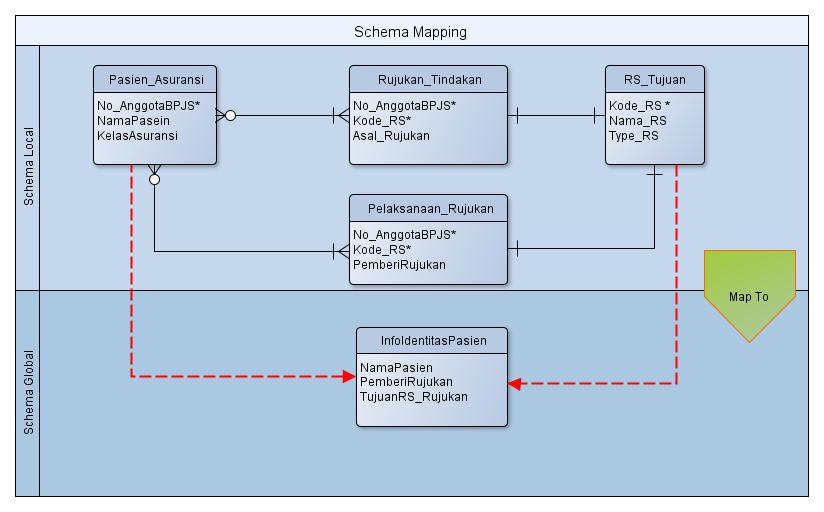 Schema Mapping
Schema Local
Pasien_Asuransi
No_AnggotaBPJS*
NamaPasein
KelasAsuransi
Rujukan_Tindakan
No_AnggotaBPJS*
Kode_RS*
Asal_Rujukan
RS_Tujuan
Kode_RS *
Nama_RS
Type_RS
Pelaksanaan_Rujukan
No_AnggotaBPJS*
Kode_RS*
PemberiRujukan
Map To
Schema Global
InfoIdentitasPasien
NamaPasien
PemberiRujukan
TujuanRS_Rujukan